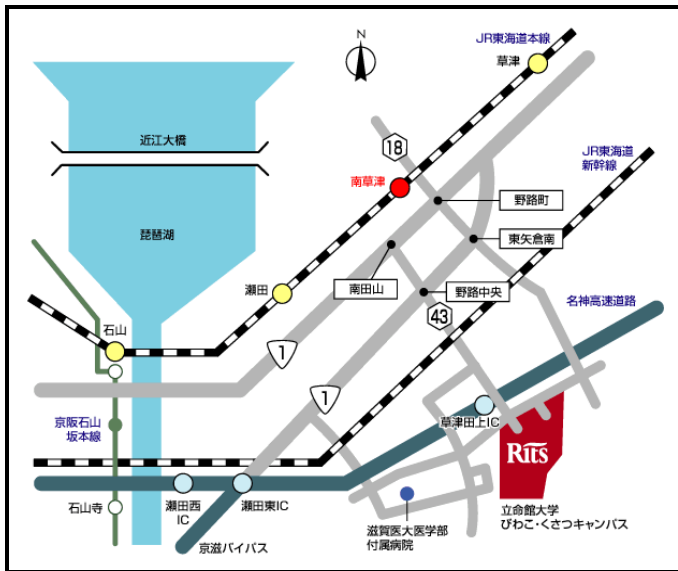 JR東海道本線
草津
N
18
近江大橋
JR東海道
新幹線
南草津
野路町
琵琶湖
東矢倉南
瀬田
南田山
野路中央
名神高速道路
43
石山
1
1
京阪石山
坂本線
草津田上IC
Rits
石山寺
瀬田西
IC
瀬田東IC
立命館大学
びわこ・くさつキャンパス
滋賀医大医学部
付属病院
京滋バイパス